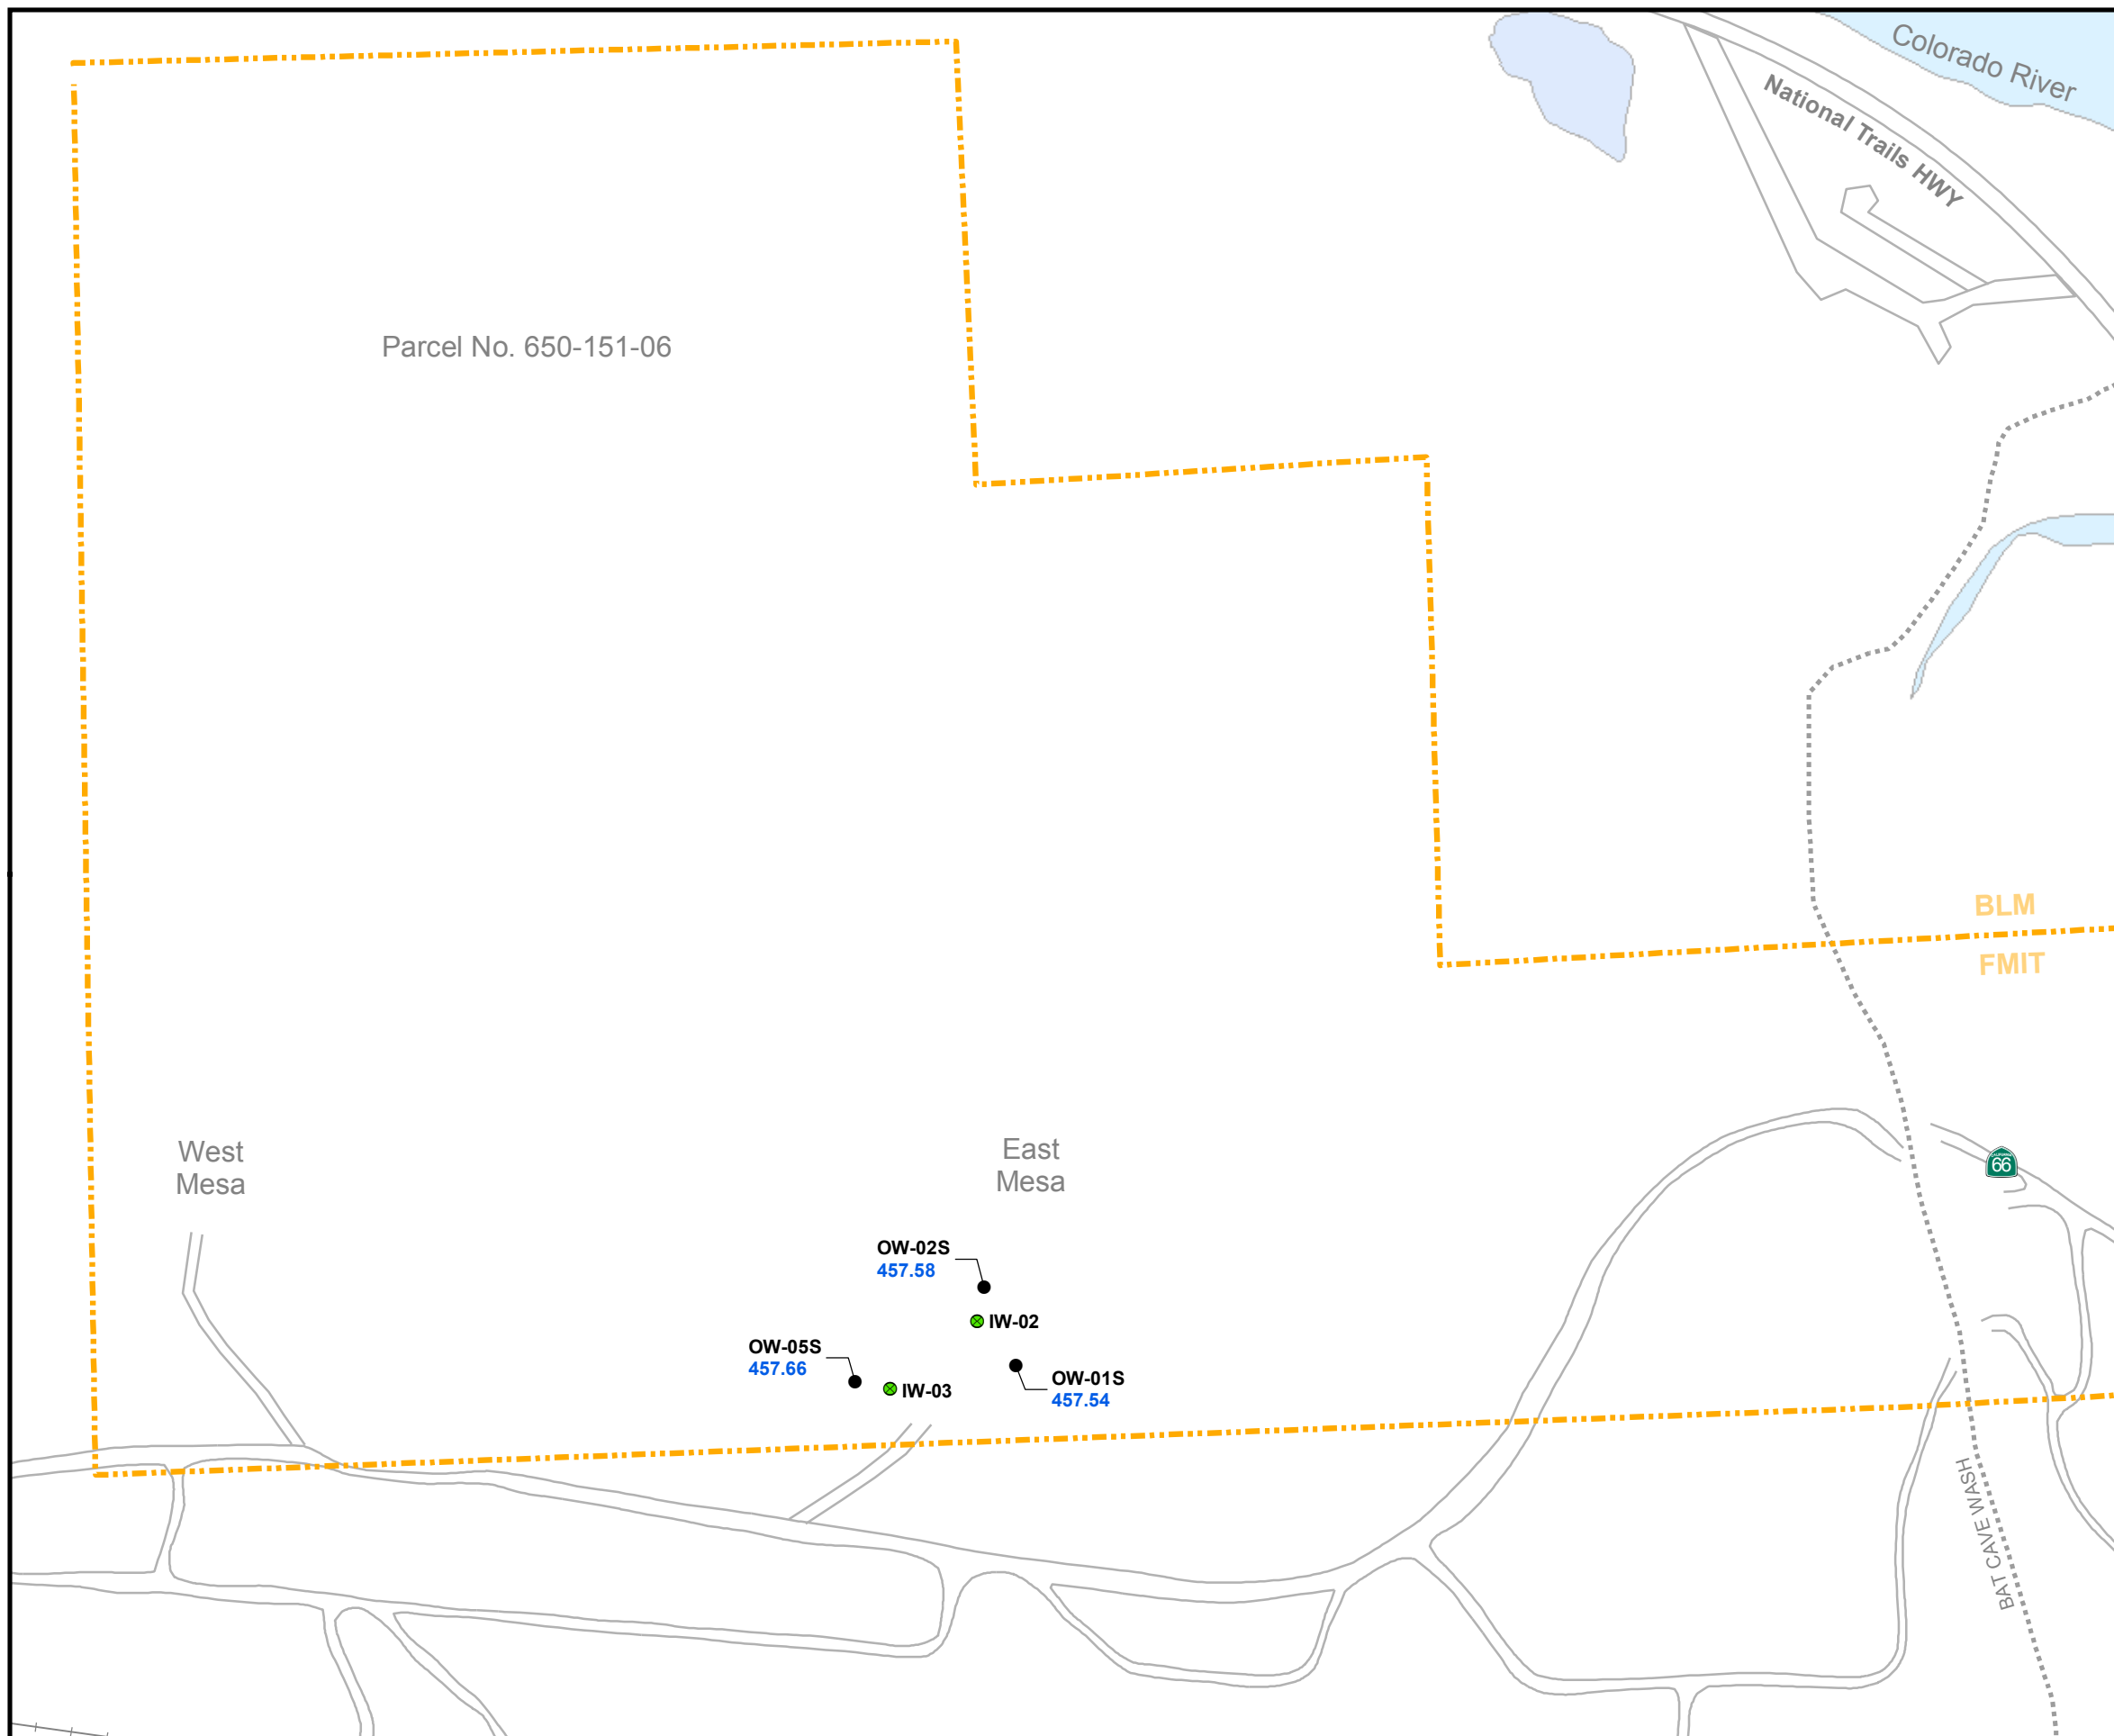 Colorado River
National Trails HWY
Parcel No. 650-151-06
BLM
FMIT
West
Mesa
East
Mesa
CALIFORNIA
66
OW-02S
457.58
IW-02
OW-05S
457.66
IW-03
OW-01S
457.54
BAT CAVE WASH